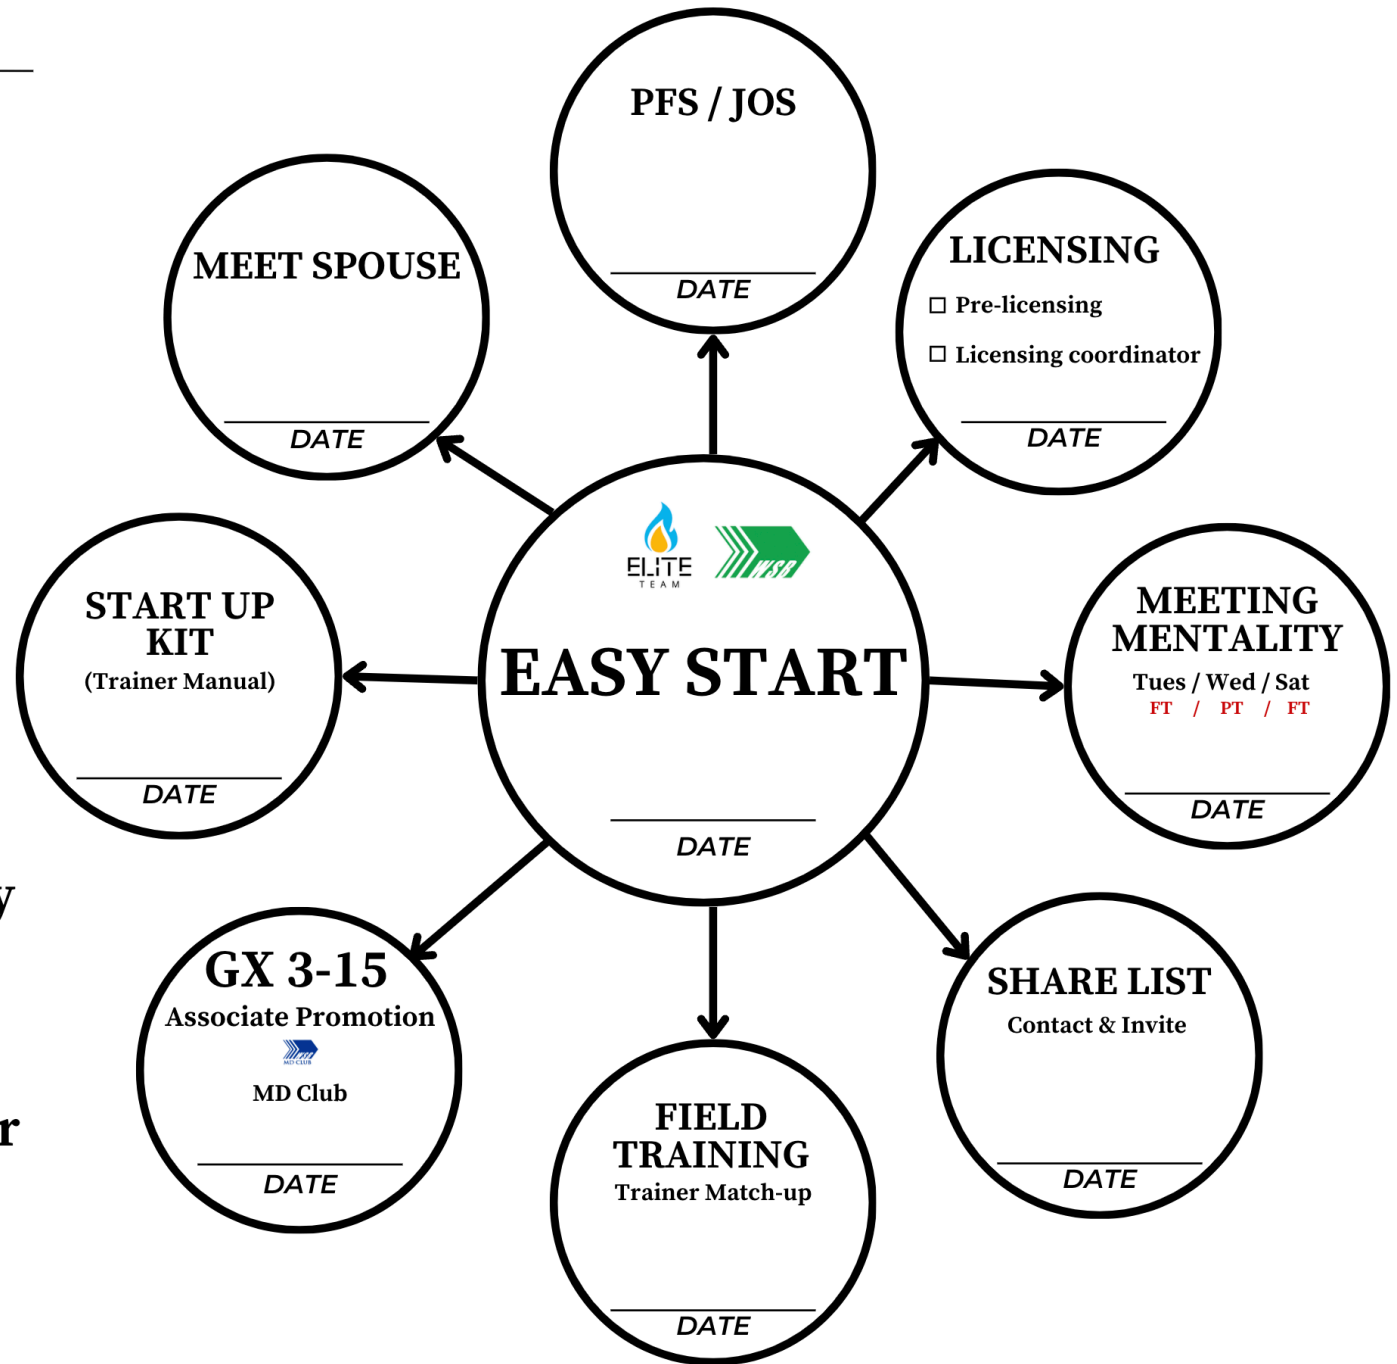 PFS / JOS
DATE
LICENSING
☐ Pre-licensing
☐ Licensing coordinator
DATE
MEETING
MENTALITY
Tues / Wed / Sat
FT / PT / FT
DATE
SHARE LIST
Contact & Invite
DATE
FIELD
TRAINING
Trainer Match-up
DATE
GX 3-15
Associate Promotion
MD CLUB
MD Club
DATE
START UP
KIT
(Trainer Manual)
DATE
MEET SPOUSE
DATE
ELITE
TEAM
WSB
EASY START
DATE
y
r